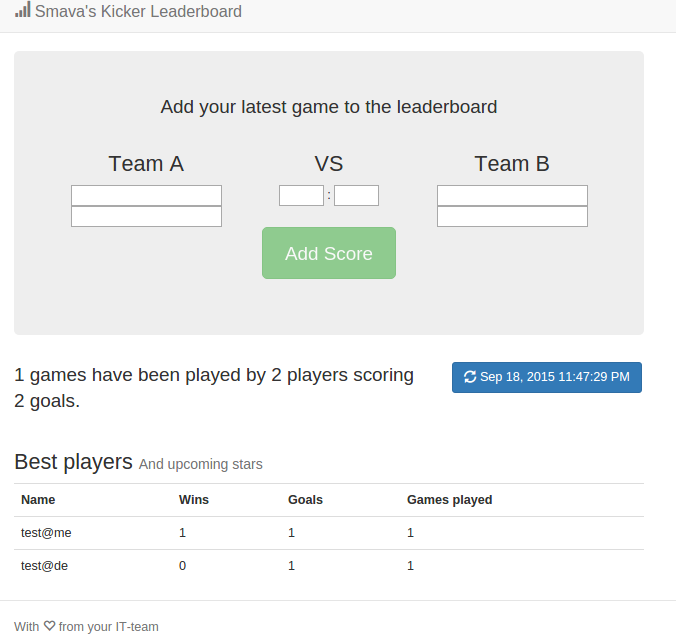 Smava's Kicker Leaderboard
Add your latest game to the leaderboard
Team A VS Team B
:
Add Score
1 games have been played by 2 players scoring
2 goals.
Sep 18, 2015 11:47:29 PM
Best players And upcoming stars
Name Wins Goals Games played
test@me 1 1 1
test@de 0 1 1
With ♡ from your IT-team